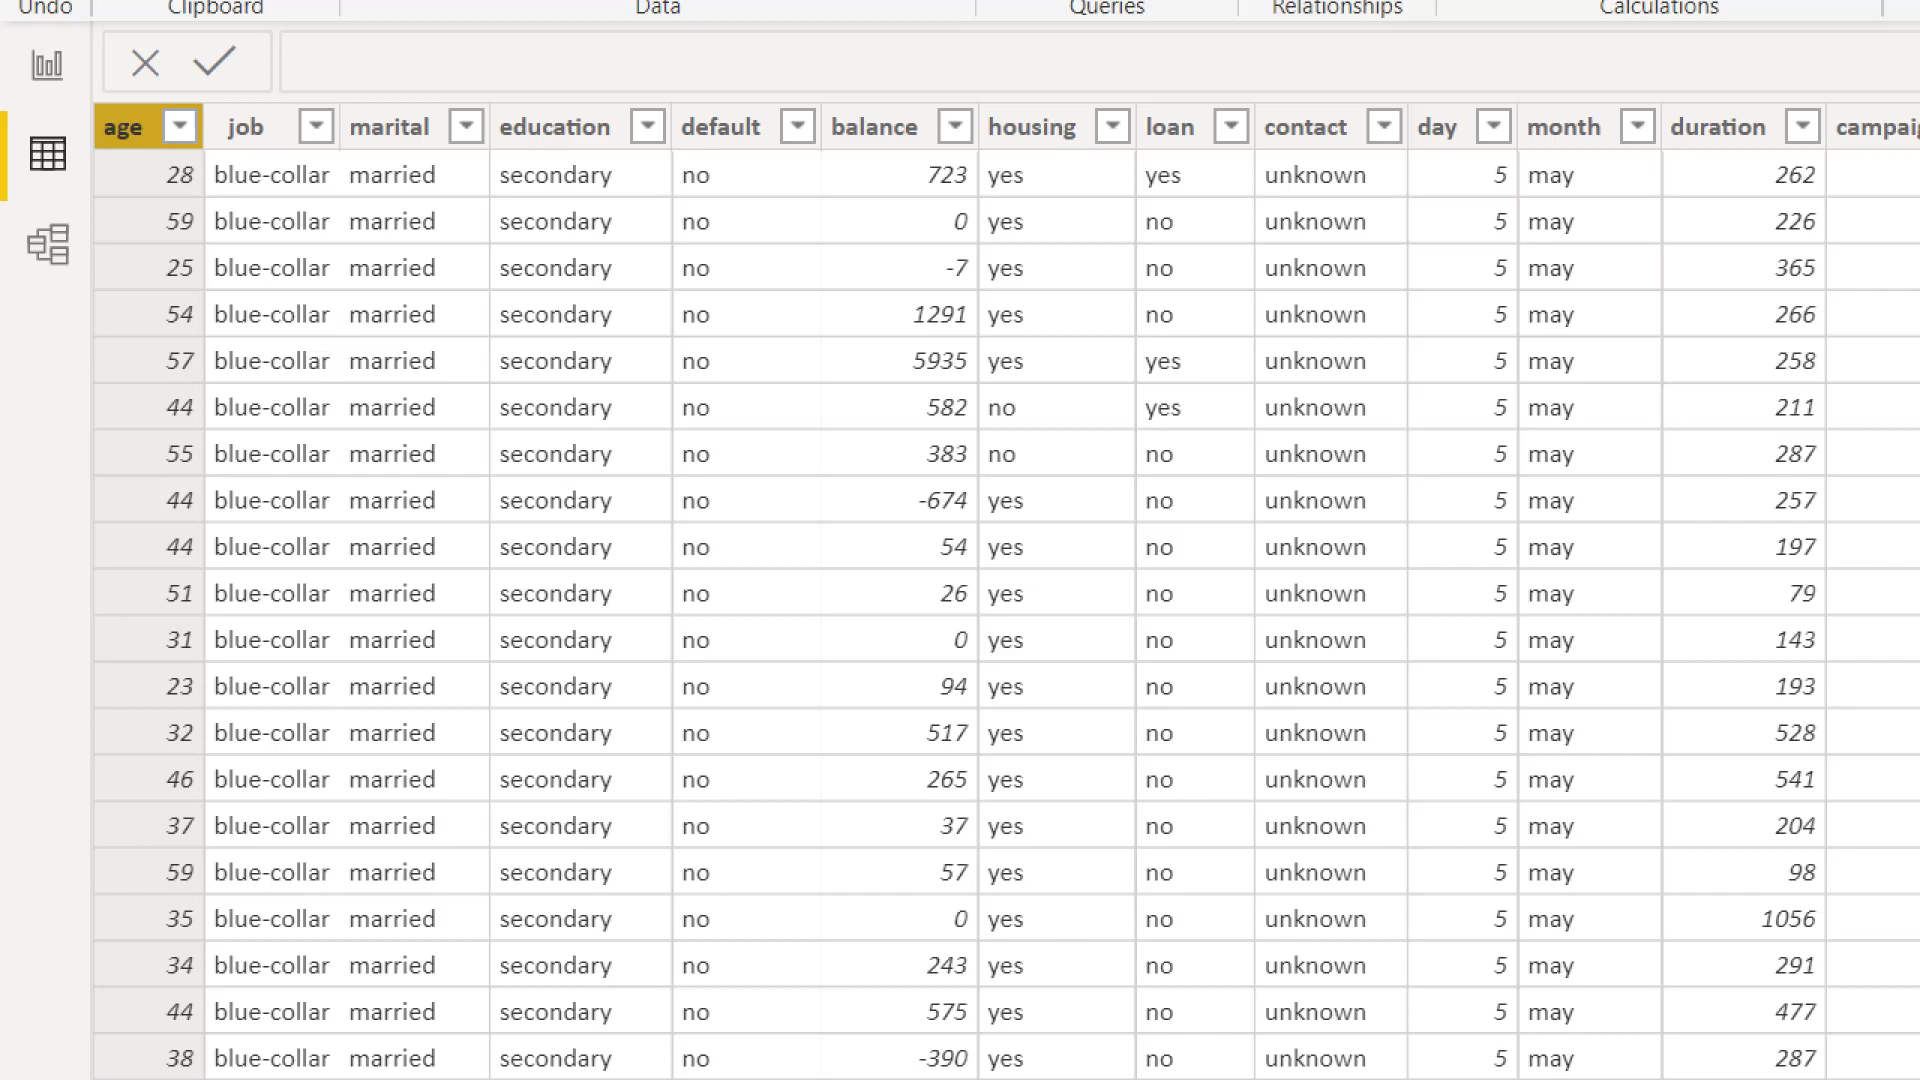 Undo Clipboard Data Queries Relationships Calculations
age job marital education default balance housing loan contact day month duration campaig
28 blue-collar married secondary no 723 yes yes unknown 5 may 262
59 blue-collar married secondary no 0 yes no unknown 5 may 226
25 blue-collar married secondary no -7 yes no unknown 5 may 365
54 blue-collar married secondary no 1291 yes no unknown 5 may 266
57 blue-collar married secondary no 5935 yes yes unknown 5 may 258
44 blue-collar married secondary no 582 no yes unknown 5 may 211
55 blue-collar married secondary no 383 no no unknown 5 may 287
44 blue-collar married secondary no -674 yes no unknown 5 may 257
44 blue-collar married secondary no 54 yes no unknown 5 may 197
51 blue-collar married secondary no 26 yes no unknown 5 may 79
31 blue-collar married secondary no 0 yes no unknown 5 may 143
23 blue-collar married secondary no 94 yes no unknown 5 may 193
32 blue-collar married secondary no 517 yes no unknown 5 may 528
46 blue-collar married secondary no 265 yes no unknown 5 may 541
37 blue-collar married secondary no 37 yes no unknown 5 may 204
59 blue-collar married secondary no 57 yes no unknown 5 may 98
35 blue-collar married secondary no 0 yes no unknown 5 may 1056
34 blue-collar married secondary no 243 yes no unknown 5 may 291
44 blue-collar married secondary no 575 yes no unknown 5 may 477
38 blue-collar married secondary no -390 yes no unknown 5 may 287